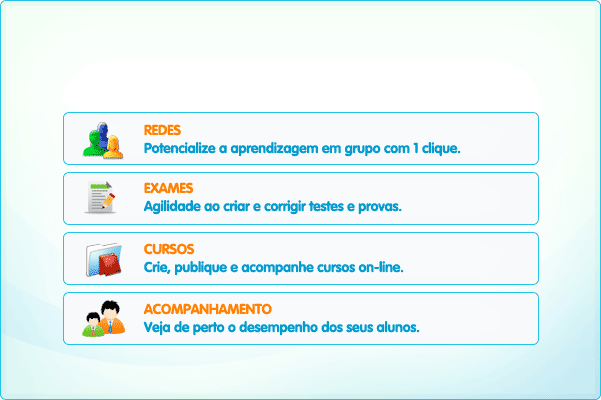 REDES
Potencialize a aprendizagem em grupo com 1 clique.
EXAMES
Agilidade ao criar e corrigir testes e provas.
CURSOS
Crie, publique e acompanhe cursos on-line.
ACOMPANHAMENTO
Veja de perto o desempenho dos seus alunos.